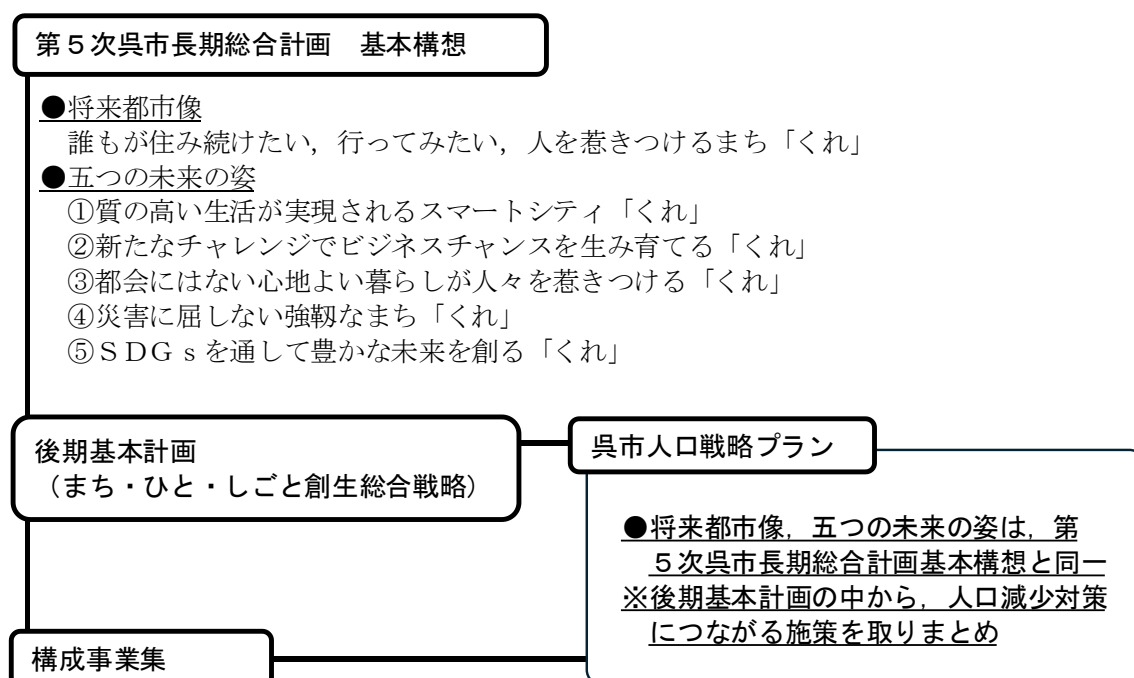 第５次呉市長期総合計画　基本構想
●将来都市像
誰もが住み続けたい，行ってみたい，人を惹きつけるまち「くれ」
●五つの未来の姿
①質の高い生活が実現されるスマートシティ「くれ」
②新たなチャレンジでビジネスチャンスを生み育てる「くれ」
③都会にはない心地よい暮らしが人々を惹きつける「くれ」
④災害に屈しない強靱なまち「くれ」
⑤ＳＤＧｓを通して豊かな未来を創る「くれ」
後期基本計画
（まち・ひと・しごと創生総合戦略）
呉市人口戦略プラン
●将来都市像，五つの未来の姿は，第
５次呉市長期総合計画基本構想と同一
※後期基本計画の中から，人口減少対策
につながる施策を取りまとめ
構成事業集